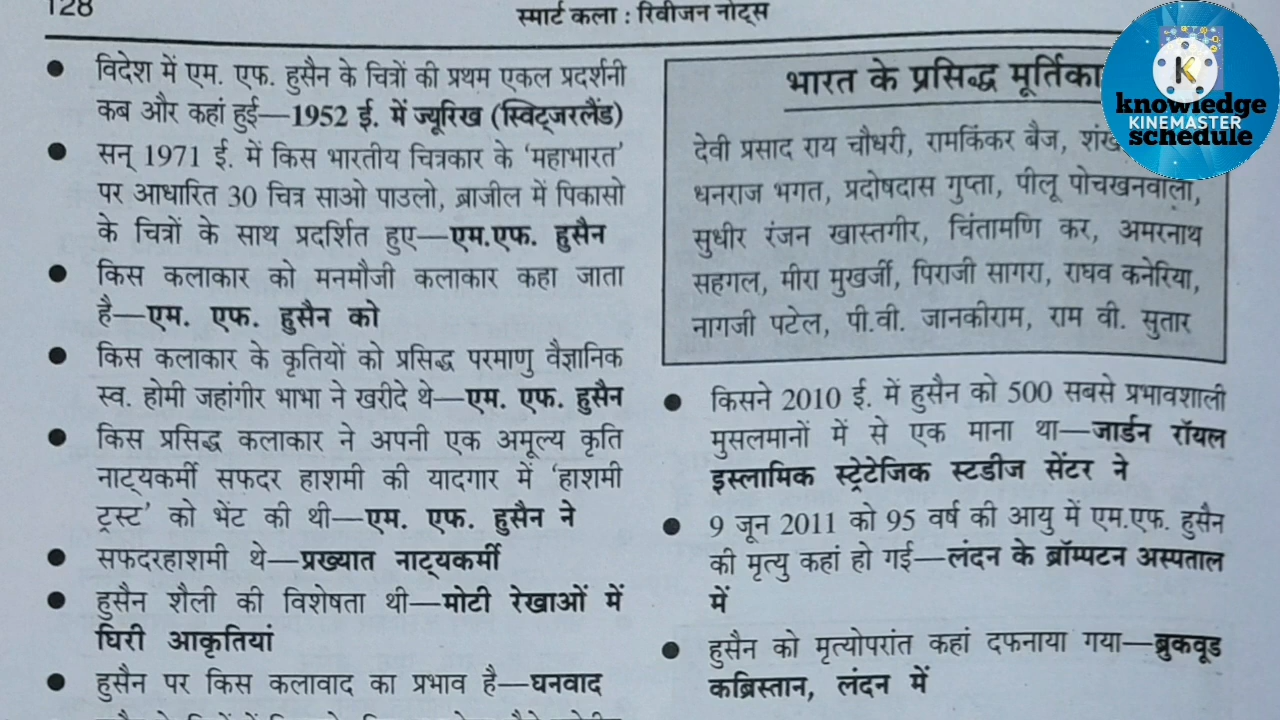 128
स्मार्ट कला : रिवीजन नोट्स
● विदेश में एम. एफ. हुसैन के चित्रों की प्रथम एकल प्रदर्शनी
कब और कहां हुई—1952 ई. में ज्यूरिख (स्विट्जरलैंड)
● सन् 1971 ई. में किस भारतीय चित्रकार के 'महाभारत'
पर आधारित 30 चित्र साओ पाउलो, ब्राजील में पिकासो
के चित्रों के साथ प्रदर्शित हुए—एम.एफ. हुसैन
● किस कलाकार को मनमौजी कलाकार कहा जाता
है—एम. एफ. हुसैन को
● किस कलाकार के कृतियों को प्रसिद्ध परमाणु वैज्ञानिक
स्व. होमी जहांगीर भाभा ने खरीदे थे—एम. एफ. हुसैन
● किस प्रसिद्ध कलाकार ने अपनी एक अमूल्य कृति
नाट्यकर्मी सफदर हाशमी की यादगार में 'हाशमी
ट्रस्ट' को भेंट की थी—एम. एफ. हुसैन ने
● सफदरहाशमी थे—प्रख्यात नाट्यकर्मी
● हुसैन शैली की विशेषता थी—मोटी रेखाओं में
घिरी आकृतियां
● हुसैन पर किस कलावाद का प्रभाव है—घनवाद
भारत के प्रसिद्ध
देवी प्रसाद राय चौधरी, रामकिंकर बैज,
धनराज भगत, प्रदोषदास गुप्ता, पीलू पोचखनवाला,
सुधीर रंजन खास्तगीर, चिंतामणि कर, अमरनाथ
सहगल, मीरा मुखर्जी, पिराजी सागरा, राघव कनेरिया,
नागजी पटेल, पी.वी. जानकीराम, राम वी. सुतार
● किसने 2010 ई. में हुसैन को 500 सबसे प्रभावशाली
मुसलमानों में से एक माना था—जार्डन रॉयल
इस्लामिक स्ट्रेटेजिक स्टडीज सेंटर ने
● 9 जून 2011 को 95 वर्ष की आयु में एम.एफ. हुसैन
की मृत्यु कहां हो गई—लंदन के ब्रॉम्पटन अस्पताल
में
● हुसैन को मृत्योपरांत कहां दफनाया गया—ब्रुकवूड
कब्रिस्तान, लंदन में
K
knowledge
KINEMASTER
schedule